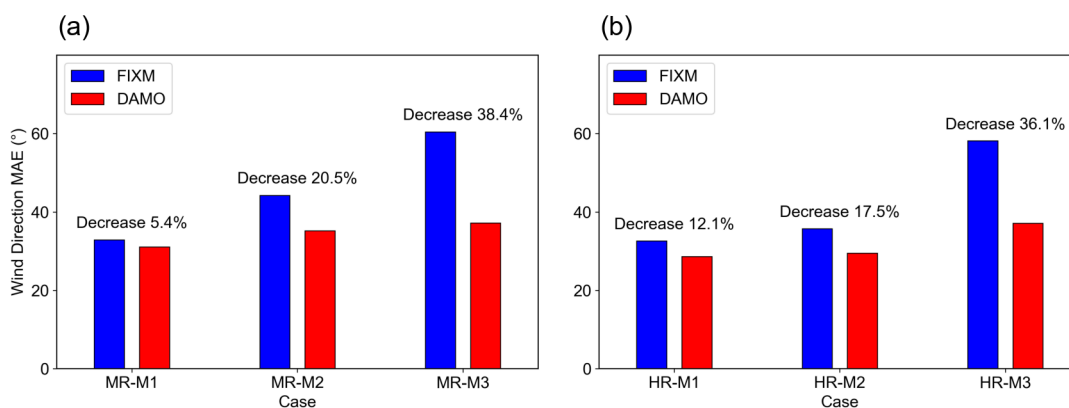 (a)
FIXM
DAMO
Decrease 5.4%
Decrease 20.5%
Decrease 38.4%
Wind Direction MAE (°)
60
40
20
0
MR-M1
MR-M2
MR-M3
Case
(b)
FIXM
DAMO
Decrease 12.1%
Decrease 17.5%
Decrease 36.1%
60
40
20
0
HR-M1
HR-M2
HR-M3
Case